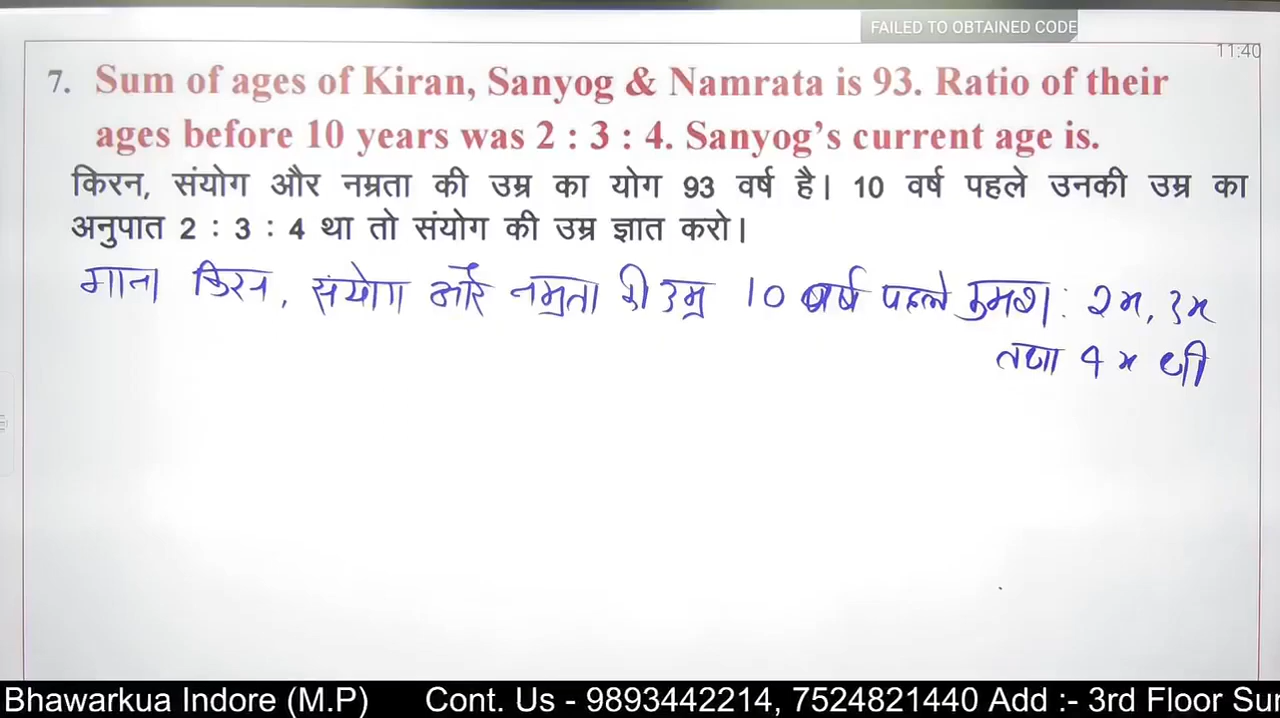 FAILED TO OBTAINED CODE
11:40
7. Sum of ages of Kiran, Sanyog & Namrata is 93. Ratio of their
ages before 10 years was 2 : 3 : 4. Sanyog's current age is.
किरन, संयोग और नम्रता की उम्र का योग 93 वर्ष है। 10 वर्ष पहले उनकी उम्र का
अनुपात 2 : 3 : 4 था तो संयोग की उम्र ज्ञात करो।
माना किरन, संयोग और नम्रता की उम्र 10 वर्ष पहले क्रमश: 2x, 3x
तथा 4x थी
Bhawarkua Indore (M.P) Cont. Us - 9893442214, 7524821440 Add :- 3rd Floor Sur